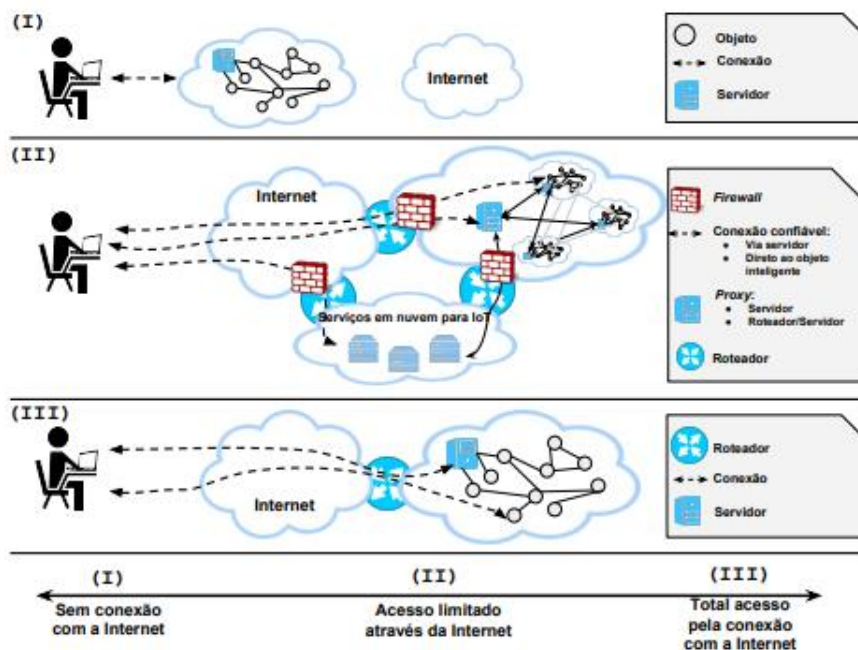 (I)
Internet
Objeto
Conexão
Servidor
(II)
Internet
Serviços em nuvem para IoT
Firewall
Conexão confiável:
• Via servidor
• Direto ao objeto
inteligente
Proxy:
• Servidor
• Roteador/Servidor
Roteador
(III)
Internet
Roteador
Conexão
Servidor
(I)
(II)
(III)
Sem conexão
com a Internet
Acesso limitado
através da Internet
Total acesso
pela conexão
com a Internet